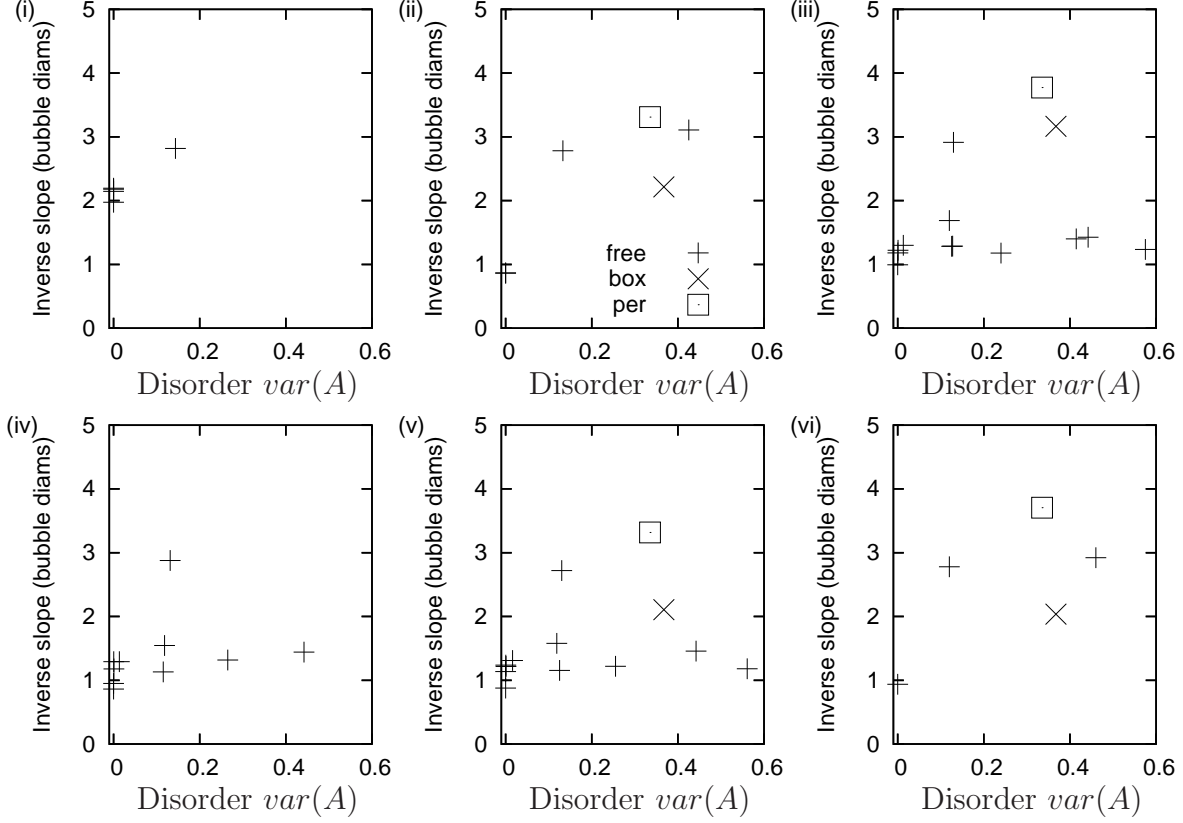 (i)
Inverse slope (bubble diams)
5
4
3
2
1
0
0 0.2 0.4 0.6
Disorder var(A)
(ii)
Inverse slope (bubble diams)
5
4
3
2
1
0
free
box
per
0 0.2 0.4 0.6
Disorder var(A)
(iii)
Inverse slope (bubble diams)
5
4
3
2
1
0
0 0.2 0.4 0.6
Disorder var(A)
(iv)
Inverse slope (bubble diams)
5
4
3
2
1
0
0 0.2 0.4 0.6
Disorder var(A)
(v)
Inverse slope (bubble diams)
5
4
3
2
1
0
0 0.2 0.4 0.6
Disorder var(A)
(vi)
Inverse slope (bubble diams)
5
4
3
2
1
0
0 0.2 0.4 0.6
Disorder var(A)